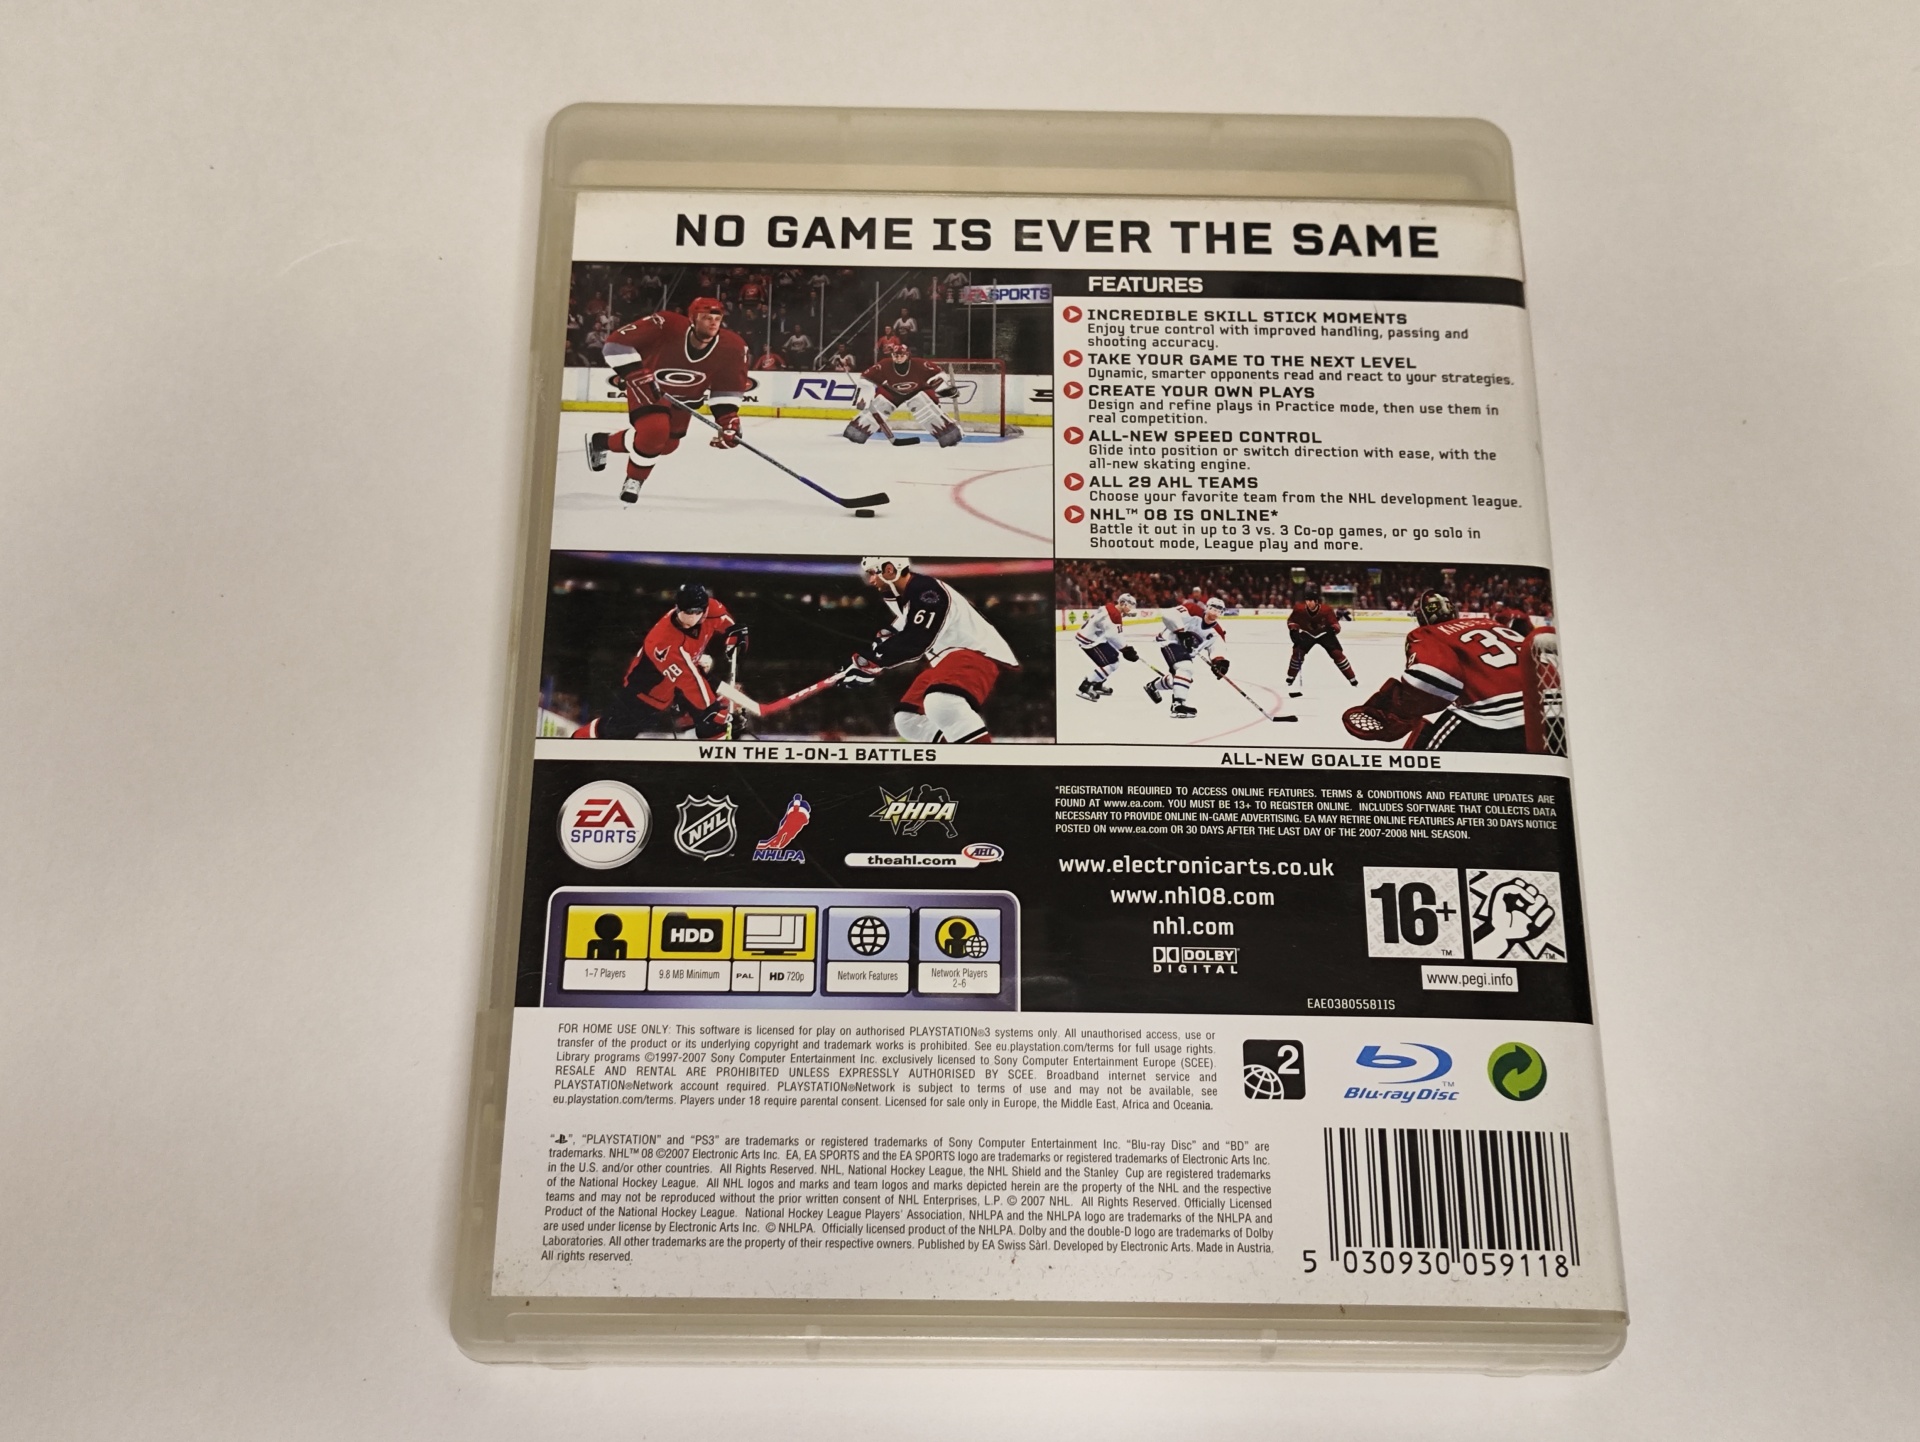 NO GAME IS EVER THE SAME
EA SPORTS
FEATURES
INCREDIBLE SKILL STICK MOMENTS
Enjoy true control with improved handling, passing and
shooting accuracy.
TAKE YOUR GAME TO THE NEXT LEVEL
Dynamic, smarter opponents read and react to your strategies.
CREATE YOUR OWN PLAYS
Design and refine plays in Practice mode, then use them in
real competition.
ALL-NEW SPEED CONTROL
Glide into position or switch direction with ease, with the
all-new skating engine.
ALL 29 AHL TEAMS
Choose your favorite team from the NHL development league.
NHL™ 08 IS ONLINE*
Battle it out in up to 3 vs. 3 Co-op games, or go solo in
Shootout mode, League play and more.
28
61
39
WIN THE 1-ON-1 BATTLES
ALL-NEW GOALIE MODE
EA
SPORTS™
NHL
NHLPA
PHPA
theahl.com
AHL
*REGISTRATION REQUIRED TO ACCESS ONLINE FEATURES. TERMS & CONDITIONS AND FEATURE UPDATES ARE
FOUND AT www.ea.com. YOU MUST BE 13+ TO REGISTER ONLINE. INCLUDES SOFTWARE THAT COLLECTS DATA
NECESSARY TO PROVIDE ONLINE IN-GAME ADVERTISING. EA MAY RETIRE ONLINE FEATURES AFTER 30 DAYS NOTICE
POSTED ON www.ea.com OR 30 DAYS AFTER THE LAST DAY OF THE 2007-2008 NHL SEASON.
www.electronicarts.co.uk
www.nhl08.com
nhl.com
DOLBY
DIGITAL
16+
™
www.pegi.info
EAE03805581IS
HDD
1-7 Players
9.8 MB Minimum
PAL
HD 720p
Network Features
Network Players
2-6
FOR HOME USE ONLY: This software is licensed for play on authorised PLAYSTATION®3 systems only. All unauthorised access, use or
transfer of the product or its underlying copyright and trademark works is prohibited. See eu.playstation.com/terms for full usage rights.
Library programs ©1997-2007 Sony Computer Entertainment Inc. exclusively licensed to Sony Computer Entertainment Europe (SCEE).
RESALE AND RENTAL ARE PROHIBITED UNLESS EXPRESSLY AUTHORISED BY SCEE. Broadband internet service and
PLAYSTATION®Network account required. PLAYSTATION®Network is subject to terms of use and may not be available, see
eu.playstation.com/terms. Players under 18 require parental consent. Licensed for sale only in Europe, the Middle East, Africa and Oceania.
2
Blu-ray Disc™
"", "PLAYSTATION" and "PS3" are trademarks or registered trademarks of Sony Computer Entertainment Inc. "Blu-ray Disc" and "BD" are
trademarks. NHL™ 08 ©2007 Electronic Arts Inc. EA, EA SPORTS and the EA SPORTS logo are trademarks or registered trademarks of Electronic Arts Inc.
in the U.S. and/or other countries. All Rights Reserved. NHL, National Hockey League, the NHL Shield and the Stanley Cup are registered trademarks
of the National Hockey League. All NHL logos and marks and team logos and marks depicted herein are the property of the NHL and the respective
teams and may not be reproduced without the prior written consent of NHL Enterprises, L.P. © 2007 NHL. All Rights Reserved. Officially Licensed
Product of the National Hockey League. National Hockey League Players' Association, NHLPA and the NHLPA logo are trademarks of the NHLPA and
are used under license by Electronic Arts Inc. © NHLPA. Officially licensed product of the NHLPA. Dolby and the double-D logo are trademarks of Dolby
Laboratories. All other trademarks are the property of their respective owners. Published by EA Swiss Sàrl. Developed by Electronic Arts. Made in Austria.
All rights reserved.
5 030930 059118